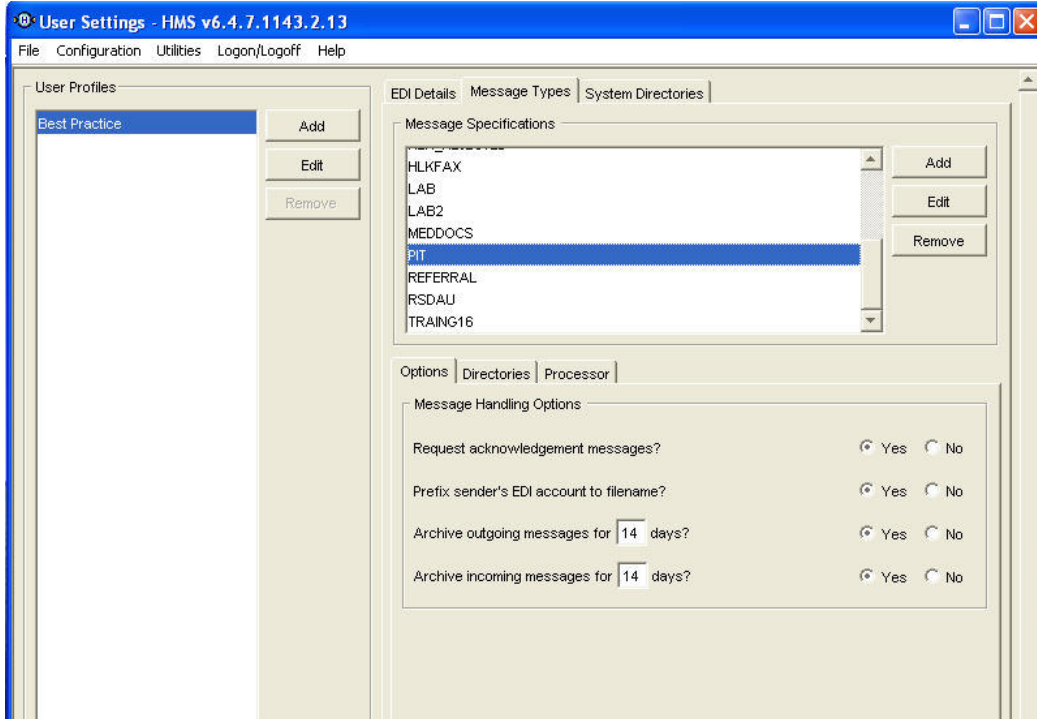 User Settings - HMS v6.4.7.1143.2.13
File Configuration Utilities Logon/Logoff Help
User Profiles
Best Practice
Add
Edit
Remove
EDI Details Message Types System Directories
Message Specifications
HLKFAX
LAB
LAB2
MEDDOCS
PIT
REFERRAL
RSDAU
TRAING16
Add
Edit
Remove
Options Directories Processor
Message Handling Options
Request acknowledgement messages? Yes No
Prefix sender's EDI account to filename? Yes No
Archive outgoing messages for 14 days? Yes No
Archive incoming messages for 14 days? Yes No